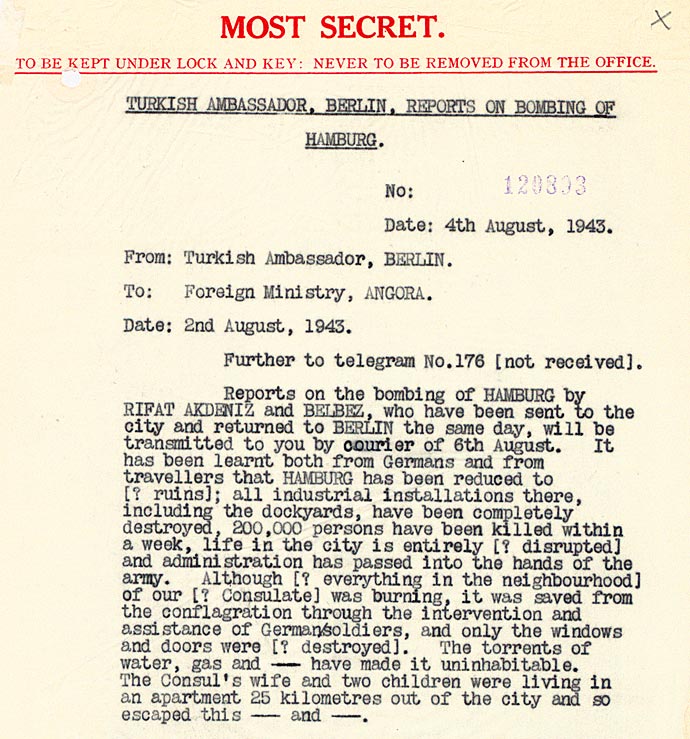 MOST SECRET.
TO BE KEPT UNDER LOCK AND KEY: NEVER TO BE REMOVED FROM THE OFFICE.
TURKISH AMBASSADOR, BERLIN, REPORTS ON BOMBING OF
HAMBURG.
No:
Date: 4th August, 1943.
From: Turkish Ambassador, BERLIN.
To: Foreign Ministry, ANGORA.
Date: 2nd August, 1943.
Further to telegram No.176 [not received].
Reports on the bombing of HAMBURG by
RIFAT AKDENIZ and BELBEZ, who have been sent to the
city and returned to BERLIN the same day, will be
transmitted to you by courier of 6th August. It
has been learnt both from Germans and from
travellers that HAMBURG has been reduced to
[? ruins]; all industrial installations there,
including the dockyards, have been completely
destroyed, 200,000 persons have been killed within
a week, life in the city is entirely [? disrupted]
and administration has passed into the hands of the
army. Although [? everything in the neighbourhood]
of our [? Consulate] was burning, it was saved from
the conflagration through the intervention and
assistance of German/soldiers, and only the windows
and doors were [? destroyed]. The torrents of
water, gas and —— have made it uninhabitable.
The Consul's wife and two children were living in
an apartment 25 kilometres out of the city and so
escaped this —— and ——.